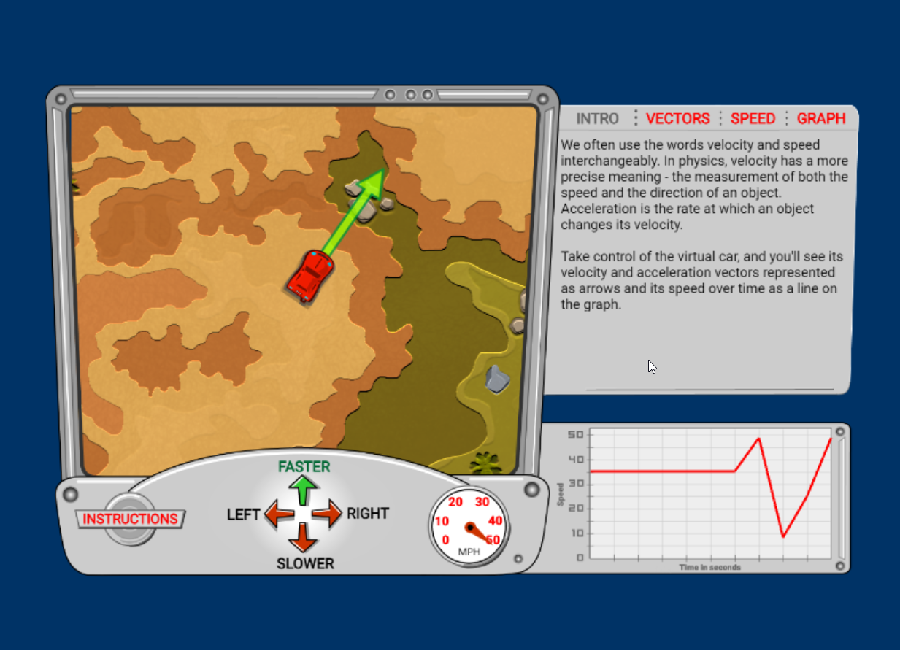 INTRO VECTORS SPEED GRAPH
We often use the words velocity and speed
interchangeably. In physics, velocity has a more
precise meaning - the measurement of both the
speed and the direction of an object.
Acceleration is the rate at which an object
changes its velocity.
Take control of the virtual car, and you'll see its
velocity and acceleration vectors represented
as arrows and its speed over time as a line on
the graph.
INSTRUCTIONS
FASTER
LEFT
RIGHT
SLOWER
0
10
20
30
40
MPH
50
40
30
20
10
0
Speed
Time in seconds